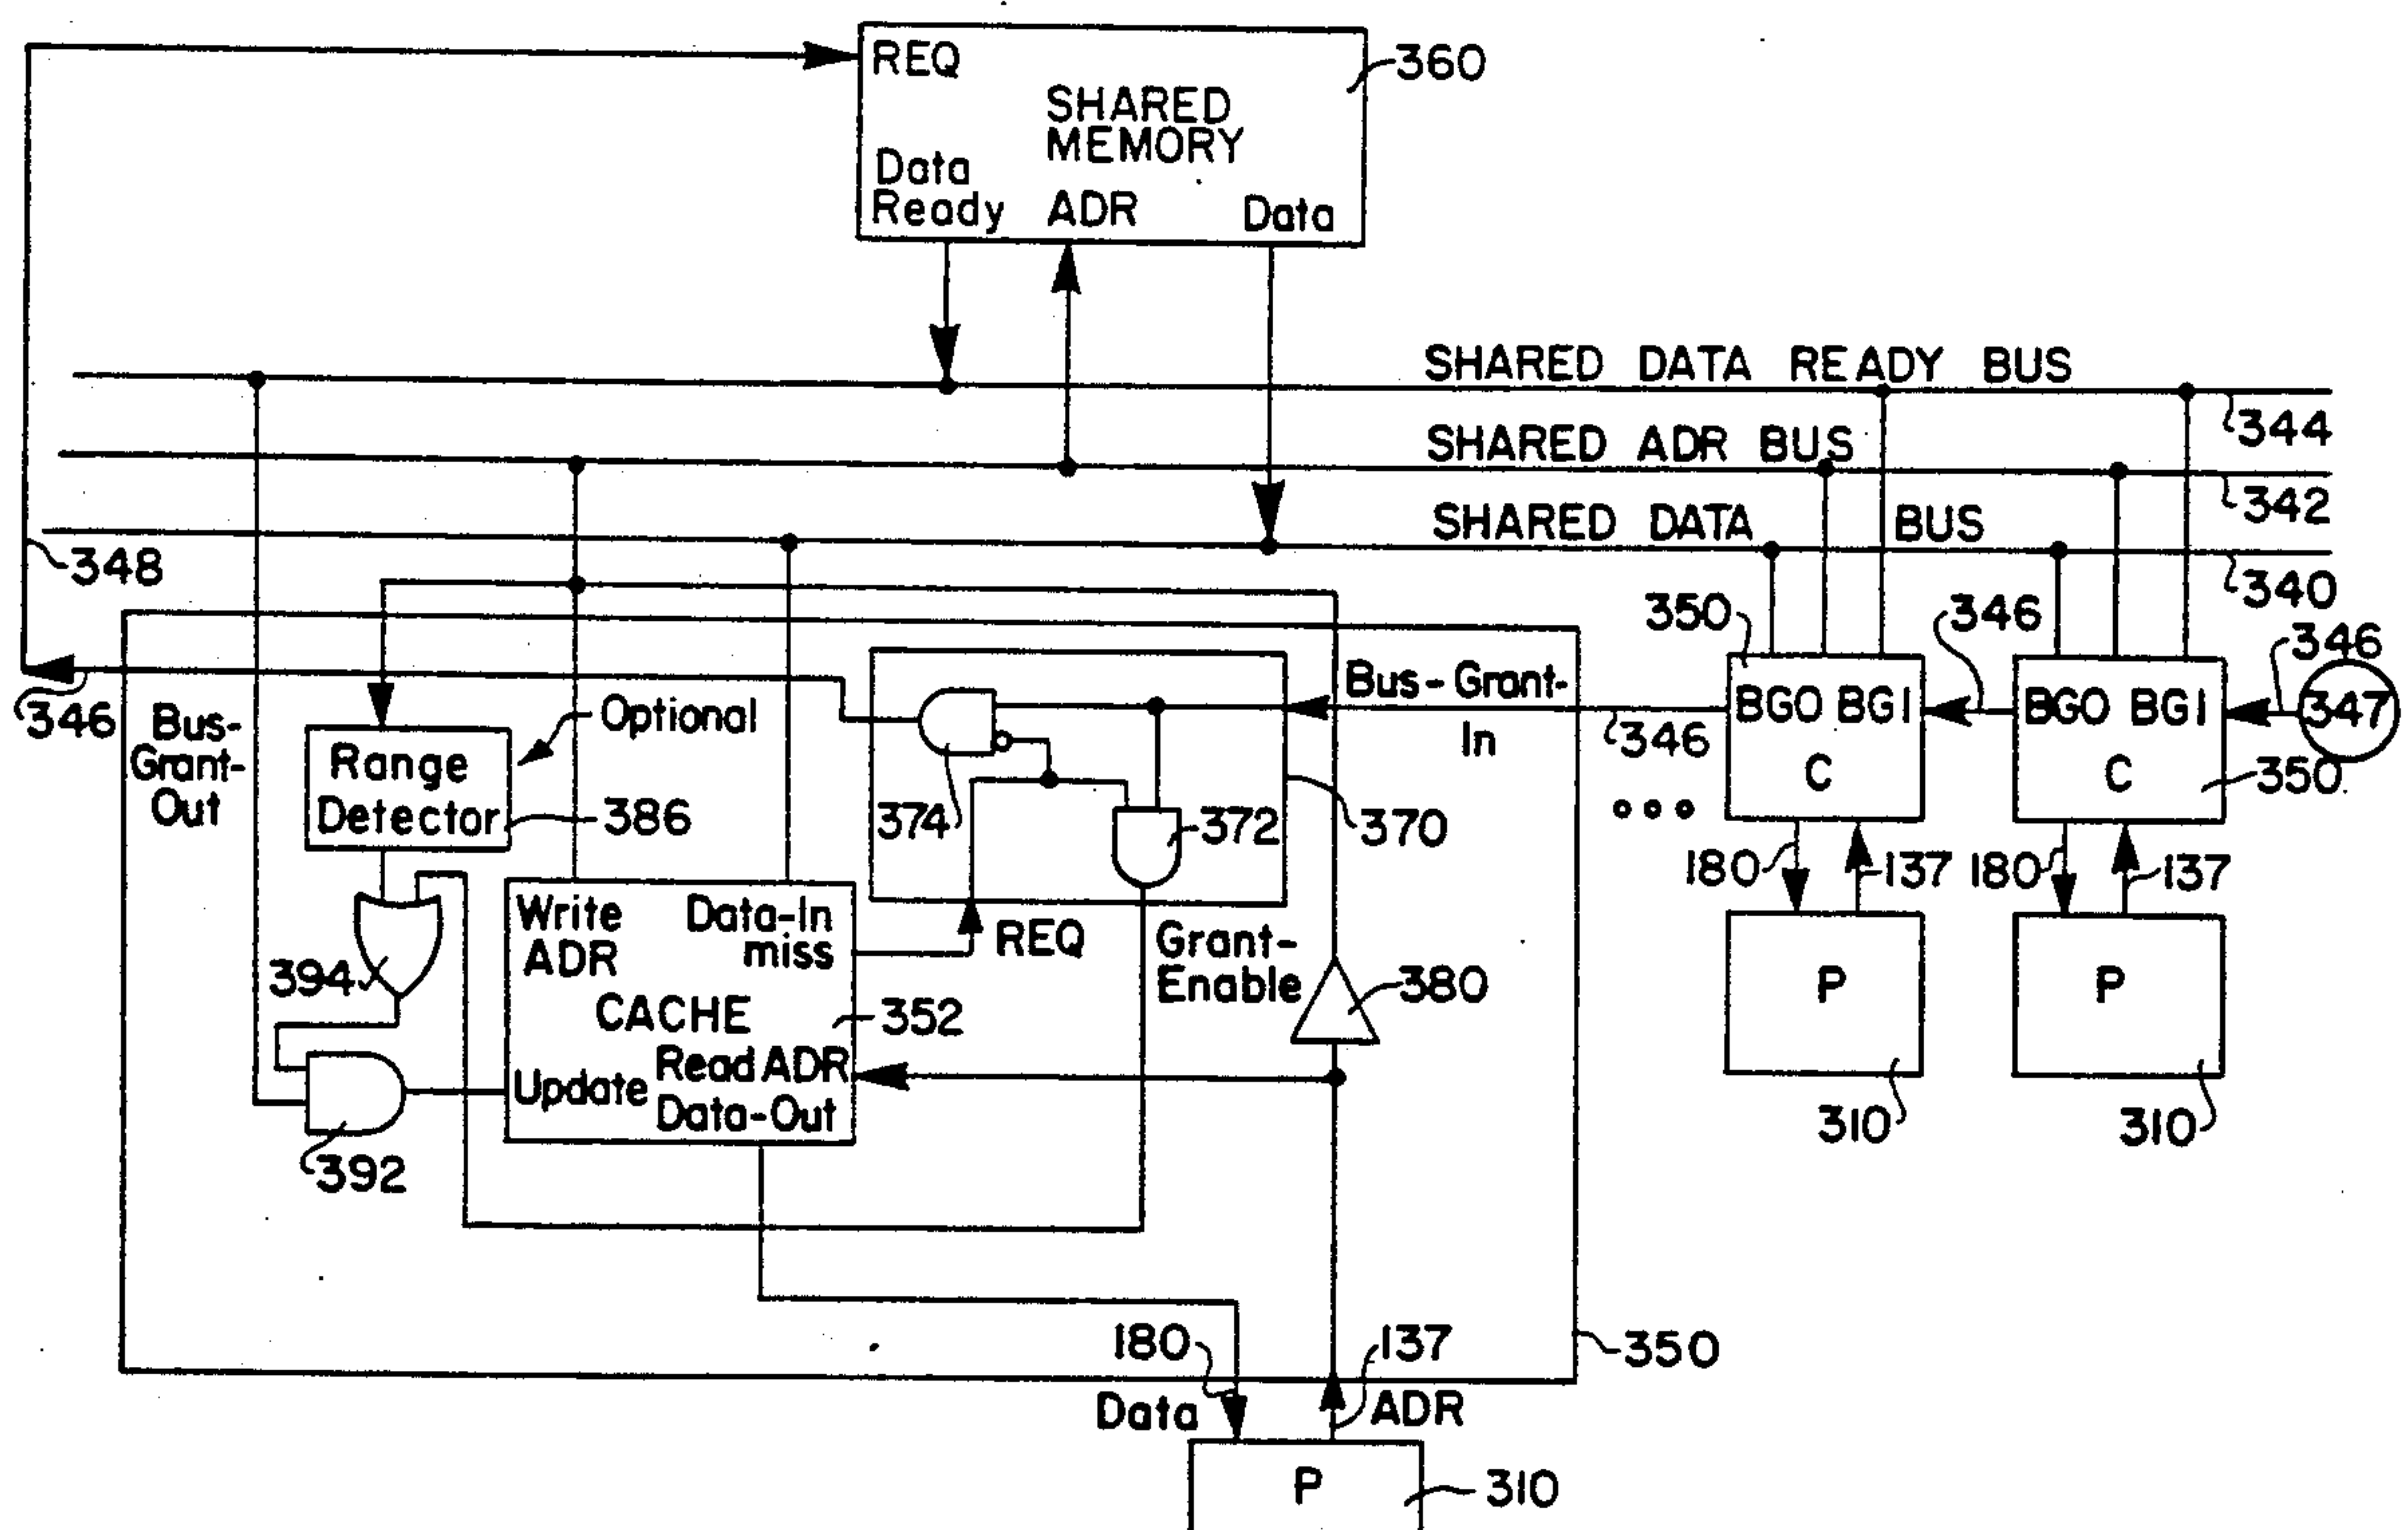 REQ
SHARED
MEMORY
Data
Ready
ADR
Data
360
SHARED DATA READY BUS
344
SHARED ADR BUS
342
SHARED DATA BUS
340
348
346
Bus-
Grant-
Out
Optional
Range
Detector
386
374
372
370
Bus-Grant-
In
346
350
BGO BGI
C
346
BGO BGI
C
350
346
347
180
137
180
137
P
310
P
310
394
392
Write
ADR
Data-In
miss
CACHE
352
Read ADR
Update
Data-Out
REQ
Grant-
Enable
380
350
180
137
Data
ADR
P
310